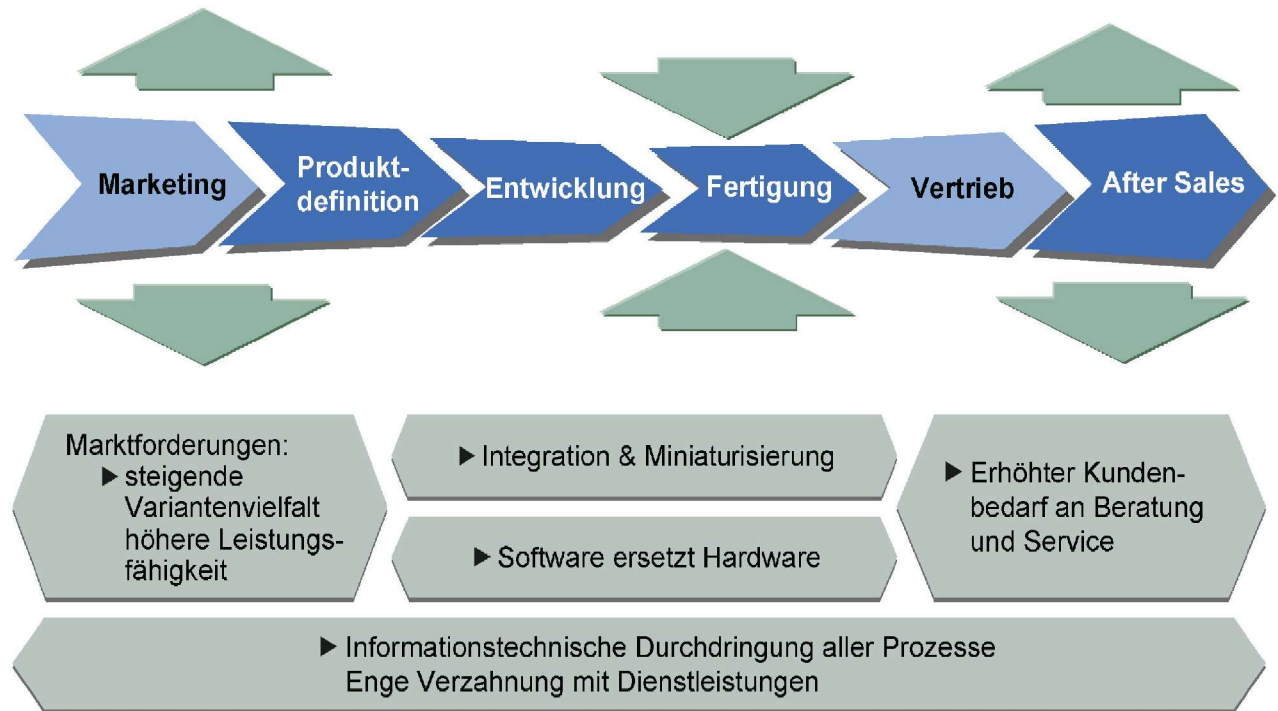 Marketing
Produkt-
definition
Entwicklung
Fertigung
Vertrieb
After Sales
Marktforderungen:
▶ steigende
Variantenvielfalt
höhere Leistungs-
fähigkeit
▶ Integration & Miniaturisierung
▶ Software ersetzt Hardware
▶ Erhöhter Kunden-
bedarf an Beratung
und Service
▶ Informationstechnische Durchdringung aller Prozesse
Enge Verzahnung mit Dienstleistungen